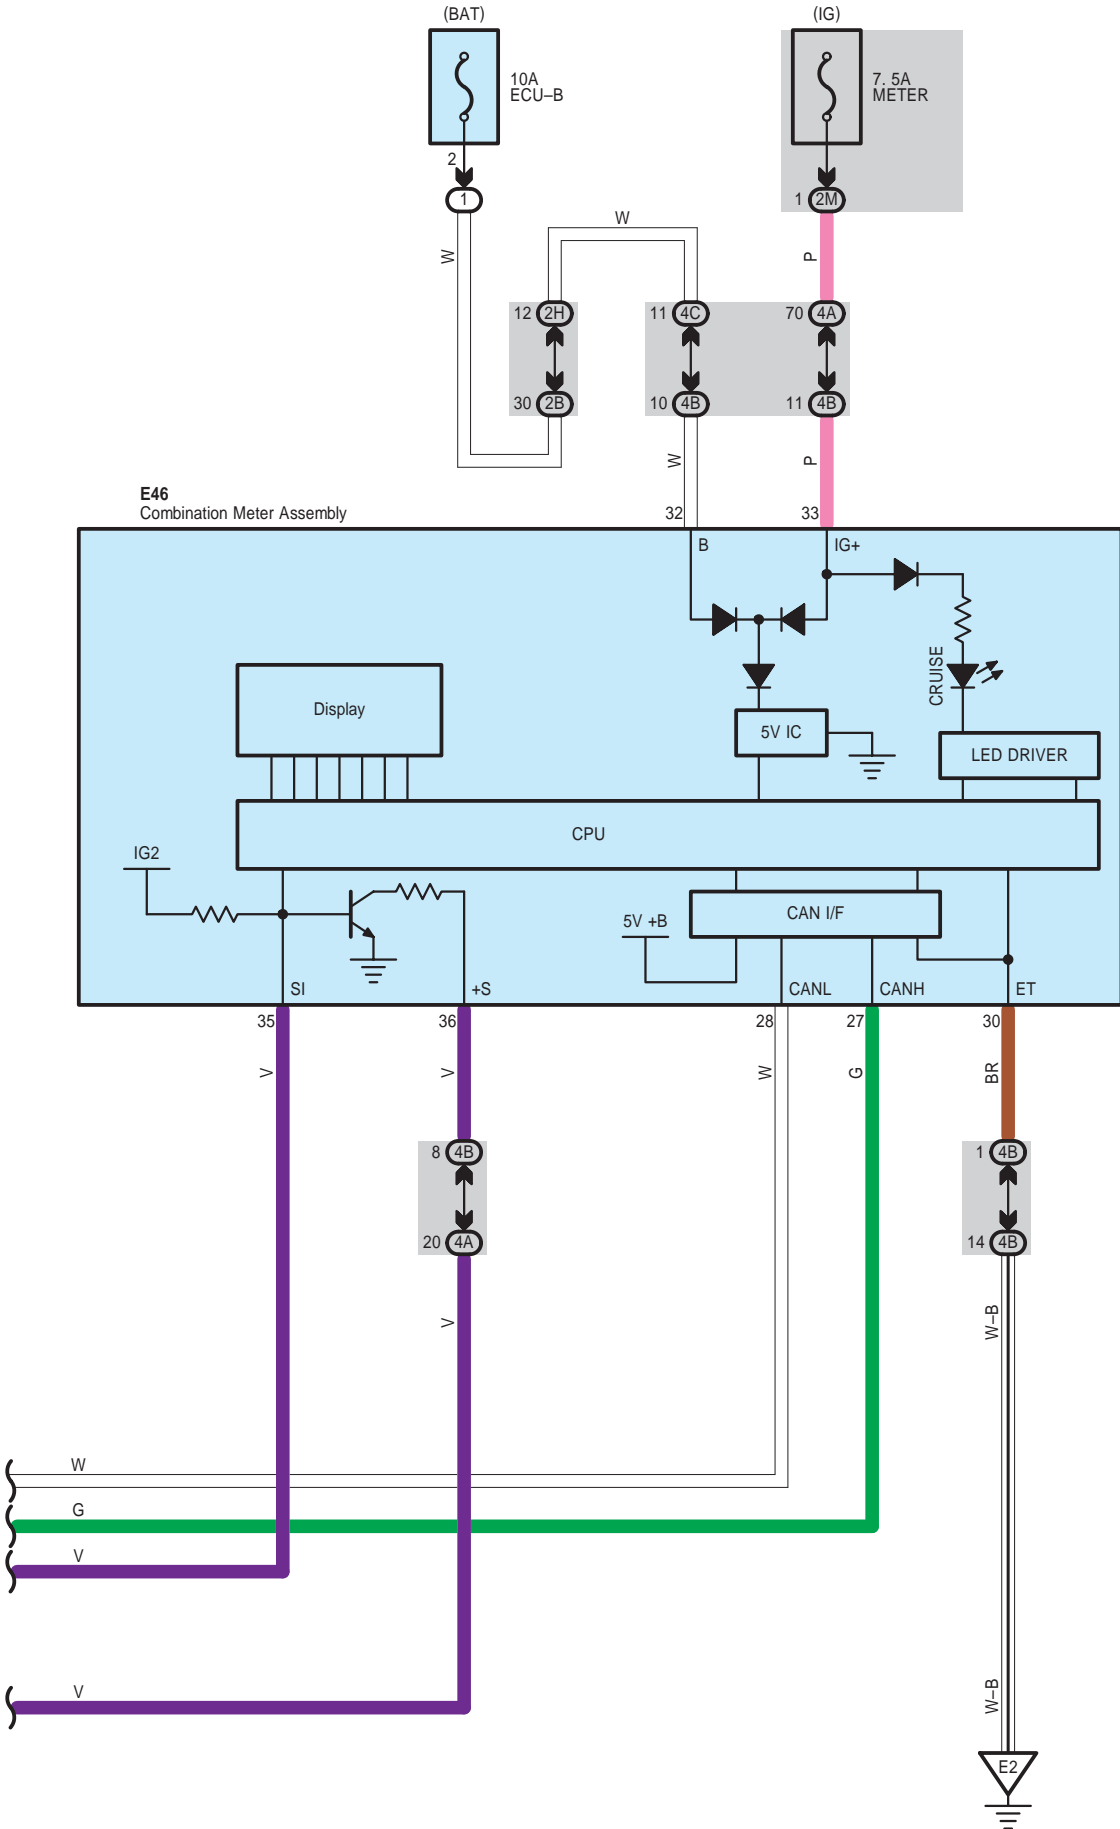 (BAT)
(IG)
10A
ECU–B
7. 5A
METER
2
1
1
2M
W
W
P
12
2H
11
4C
70
4A
30
2B
10
4B
11
4B
W
P
E46
Combination Meter Assembly
32
33
B
IG+
CRUISE
Display
5V IC
LED DRIVER
CPU
IG2
5V +B
CAN I/F
SI
+S
CANL
CANH
ET
35
36
28
27
30
V
V
W
G
BR
8
4B
1
4B
20
4A
14
4B
V
W–B
W
G
V
V
W–B
E2